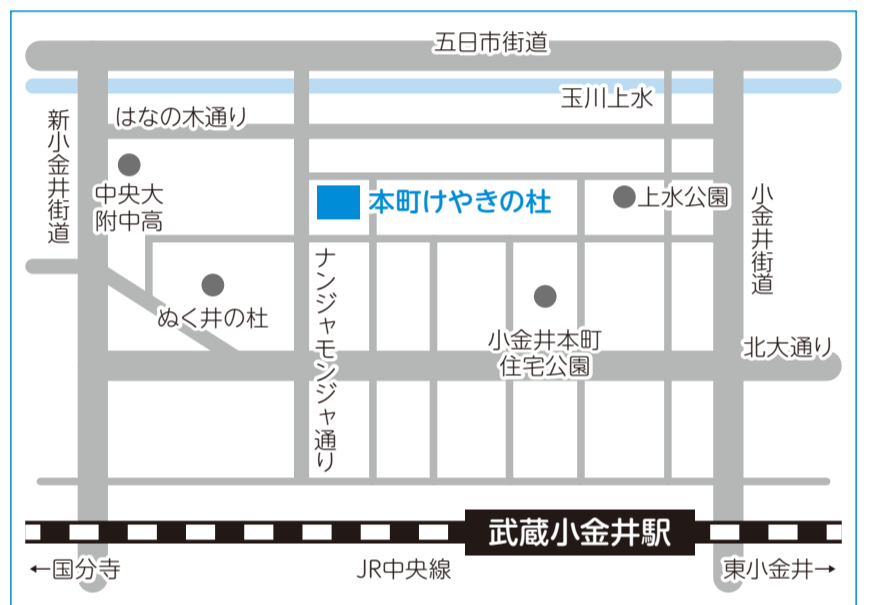 五日市街道
玉川上水
はなの木通り
新小金井街道
中央大
附中高
本町けやきの杜
上水公園
小金井街道
ナンジャモンジャ通り
ぬく井の杜
小金井本町
住宅公園
北大通り
武蔵小金井駅
←国分寺
JR中央線
東小金井→